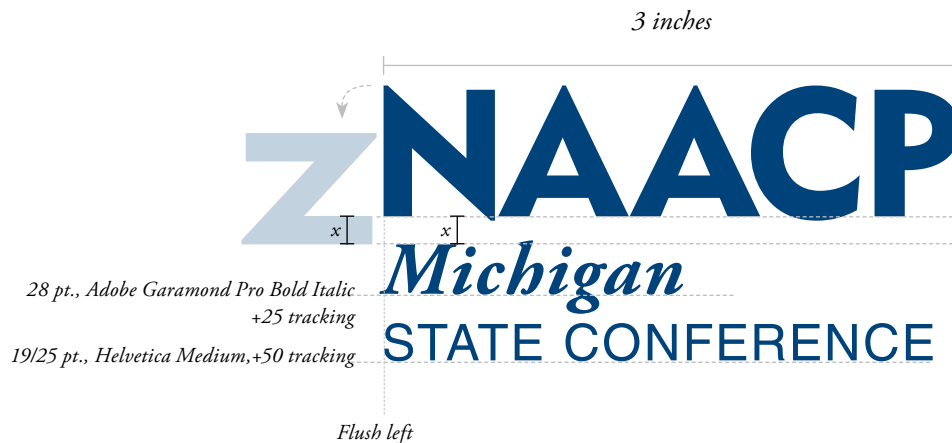 3 inches
NAACP
Z
x
x
Michigan
28 pt., Adobe Garamond Pro Bold Italic
+25 tracking
STATE CONFERENCE
19/25 pt., Helvetica Medium,+50 tracking
Flush left